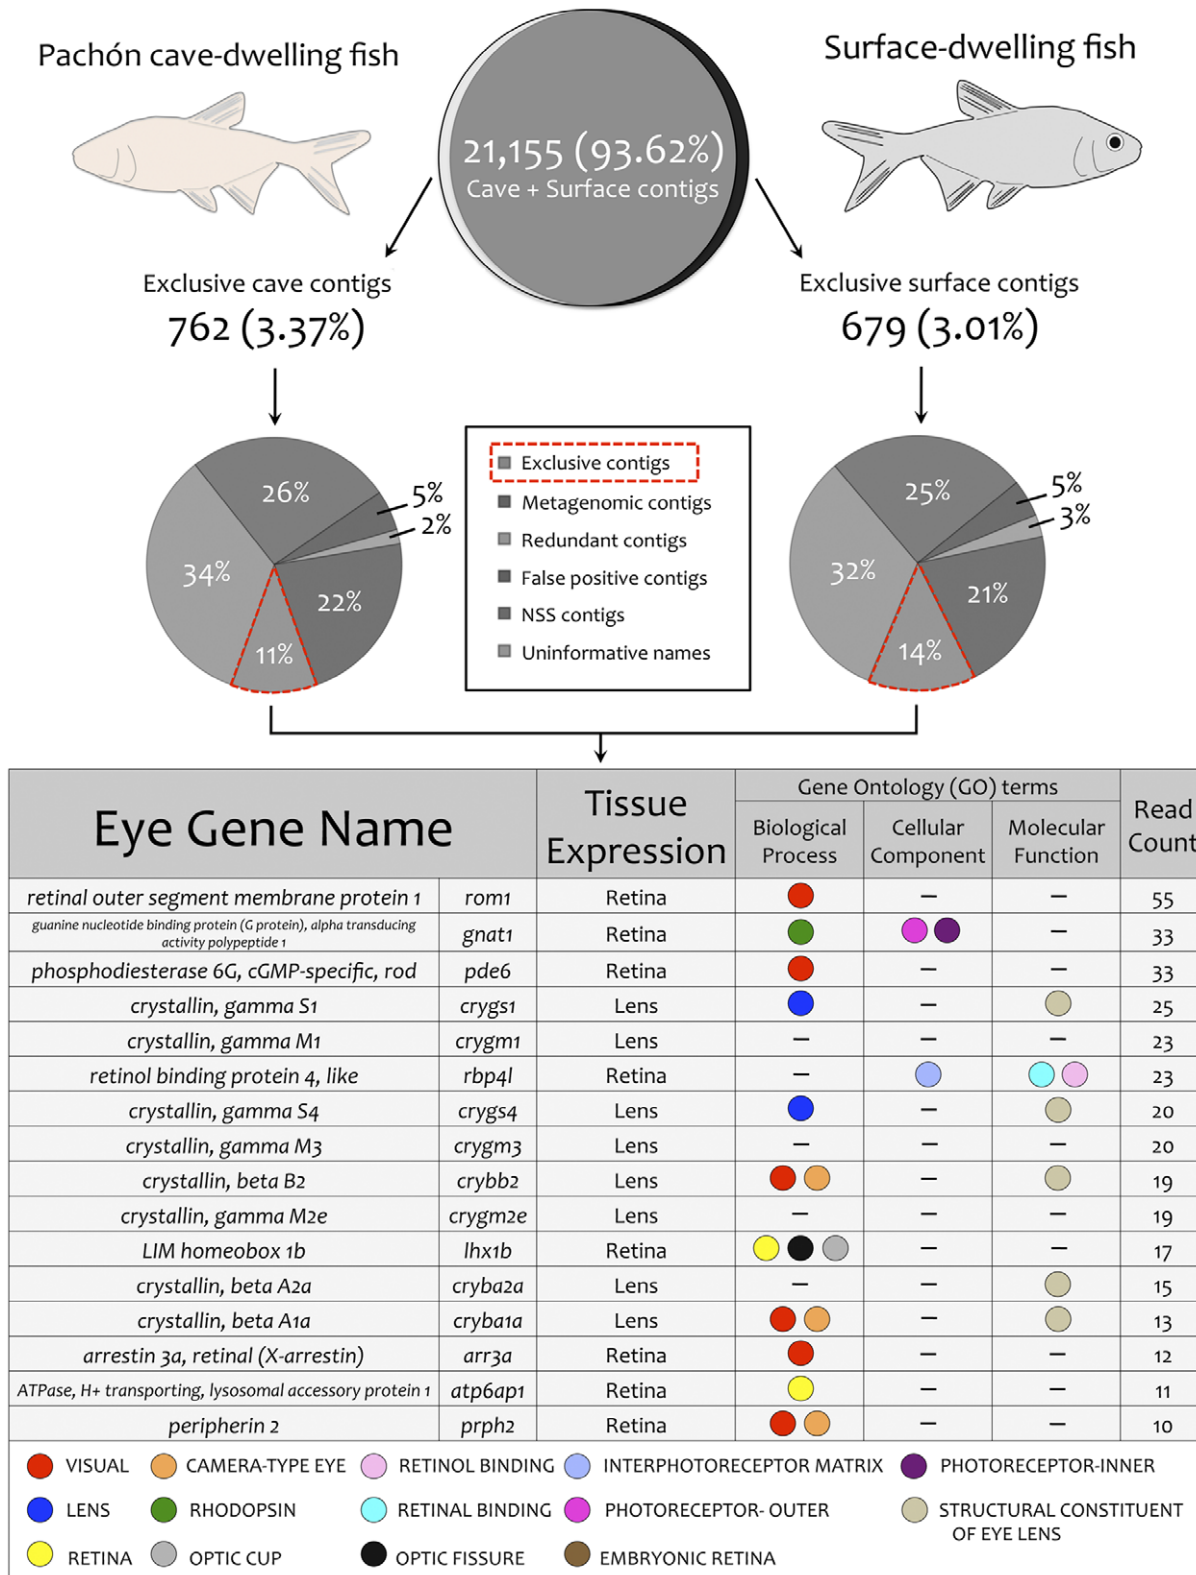 Pachón cave-dwelling fish
Surface-dwelling fish
21,155 (93.62%)
Cave + Surface contigs
Exclusive cave contigs
762 (3.37%)
Exclusive surface contigs
679 (3.01%)
26%
5%
2%
34%
22%
11%
Exclusive contigs
Metagenomic contigs
Redundant contigs
False positive contigs
NSS contigs
Uninformative names
25%
5%
3%
32%
21%
14%
Eye Gene Name
Tissue
Expression
Gene Ontology (GO) terms
Biological
Process
Cellular
Component
Molecular
Function
Read
Count
retinal outer segment membrane protein 1 rom1 Retina – – 55
guanine nucleotide binding protein (G protein), alpha transducing
activity polypeptide 1 gnat1 Retina – 33
phosphodiesterase 6G, cGMP-specific, rod pde6 Retina – – 33
crystallin, gamma S1 crygs1 Lens – 25
crystallin, gamma M1 crygm1 Lens – – – 23
retinol binding protein 4, like rbp4l Retina – 23
crystallin, gamma S4 crygs4 Lens – 20
crystallin, gamma M3 crygm3 Lens – – – 20
crystallin, beta B2 crybb2 Lens – 19
crystallin, gamma M2e crygm2e Lens – – – 19
LIM homeobox 1b lhx1b Retina – – 17
crystallin, beta A2a cryba2a Lens – – 15
crystallin, beta A1a cryba1a Lens – 13
arrestin 3a, retinal (X-arrestin) arr3a Retina – – 12
ATPase, H+ transporting, lysosomal accessory protein 1 atp6ap1 Retina – – 11
peripherin 2 prph2 Retina – – 10
VISUAL CAMERA-TYPE EYE RETINOL BINDING INTERPHOTORECEPTOR MATRIX PHOTORECEPTOR-INNER
LENS RHODOPSIN RETINAL BINDING PHOTORECEPTOR- OUTER STRUCTURAL CONSTITUENT
OF EYE LENS
RETINA OPTIC CUP OPTIC FISSURE EMBRYONIC RETINA